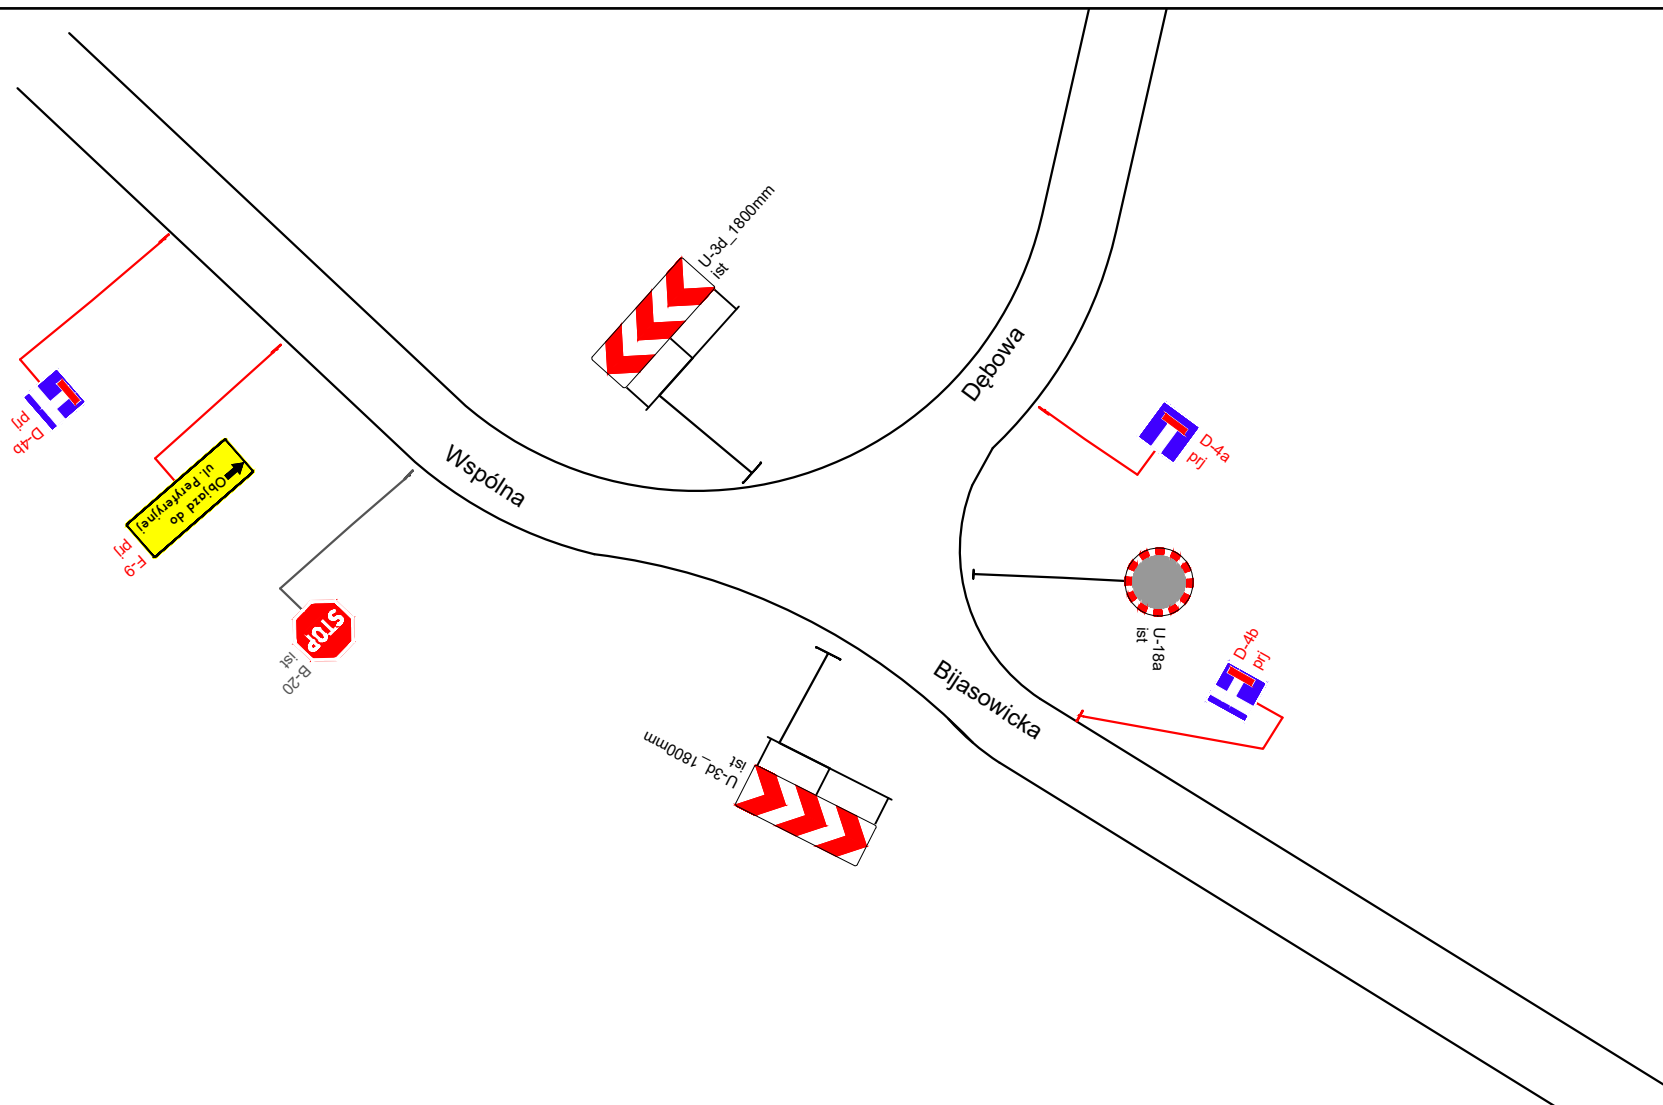 U-3d_1800mm
ist
Dębowa
D-4a
prj
D-4b
prj
Wspólna
Objazd do
ul. Peryferyjnej
F-9
prj
STOP
B-20
ist
U-18a
ist
D-4b
prj
Bijasowicka
U-3d_1800mm
ist